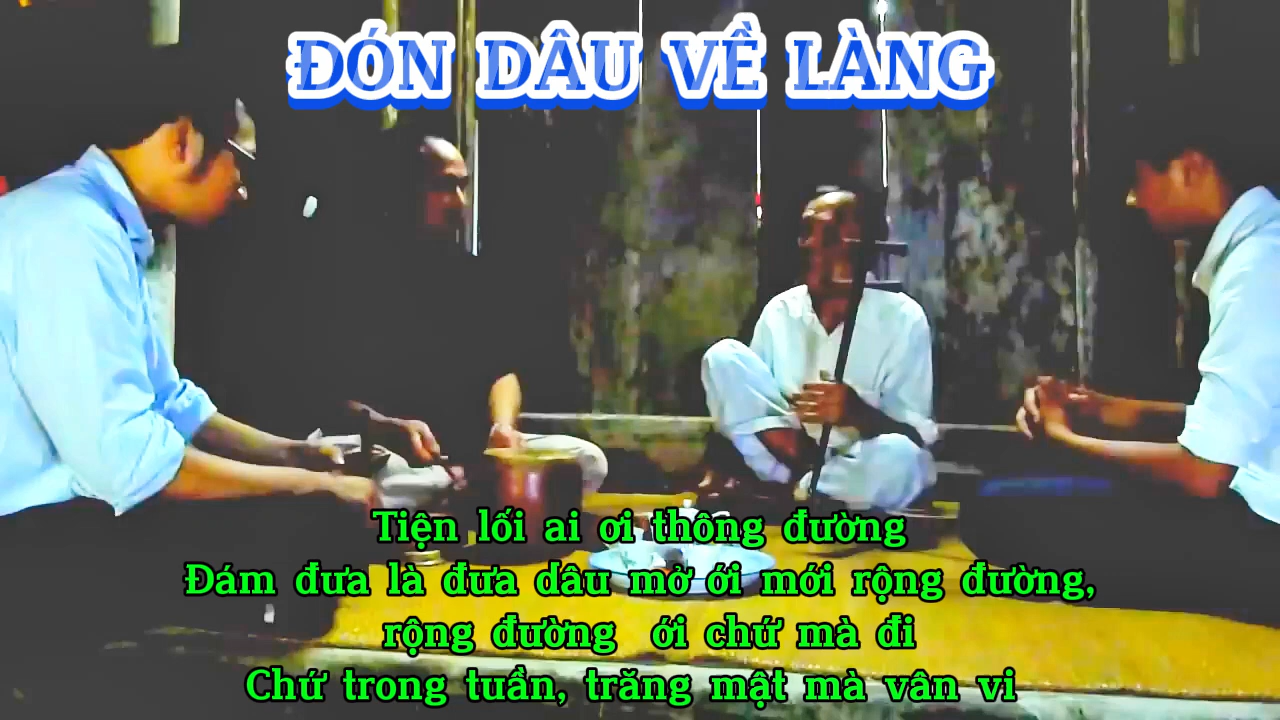 ĐÓN DÂU VỀ LÀNG
Tiện lối ai ơi thông đường
Đám đưa là đưa dâu mở ới mới rộng đường,
rộng đường ới chứ mà đi
Chứ trong tuần, trăng mật mà vân vi